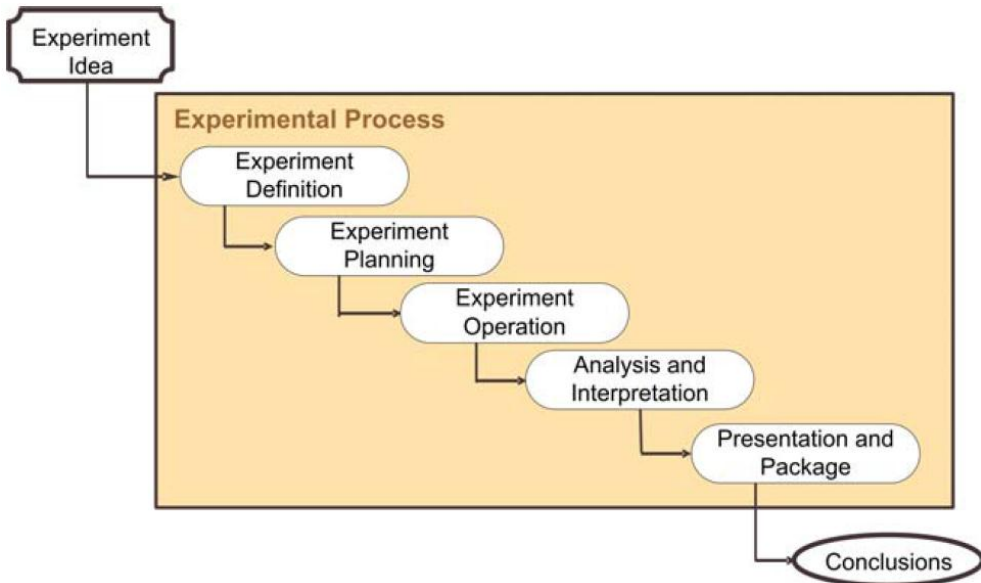 Experiment
Idea
Experimental Process
Experiment
Definition
Experiment
Planning
Experiment
Operation
Analysis and
Interpretation
Presentation and
Package
Conclusions